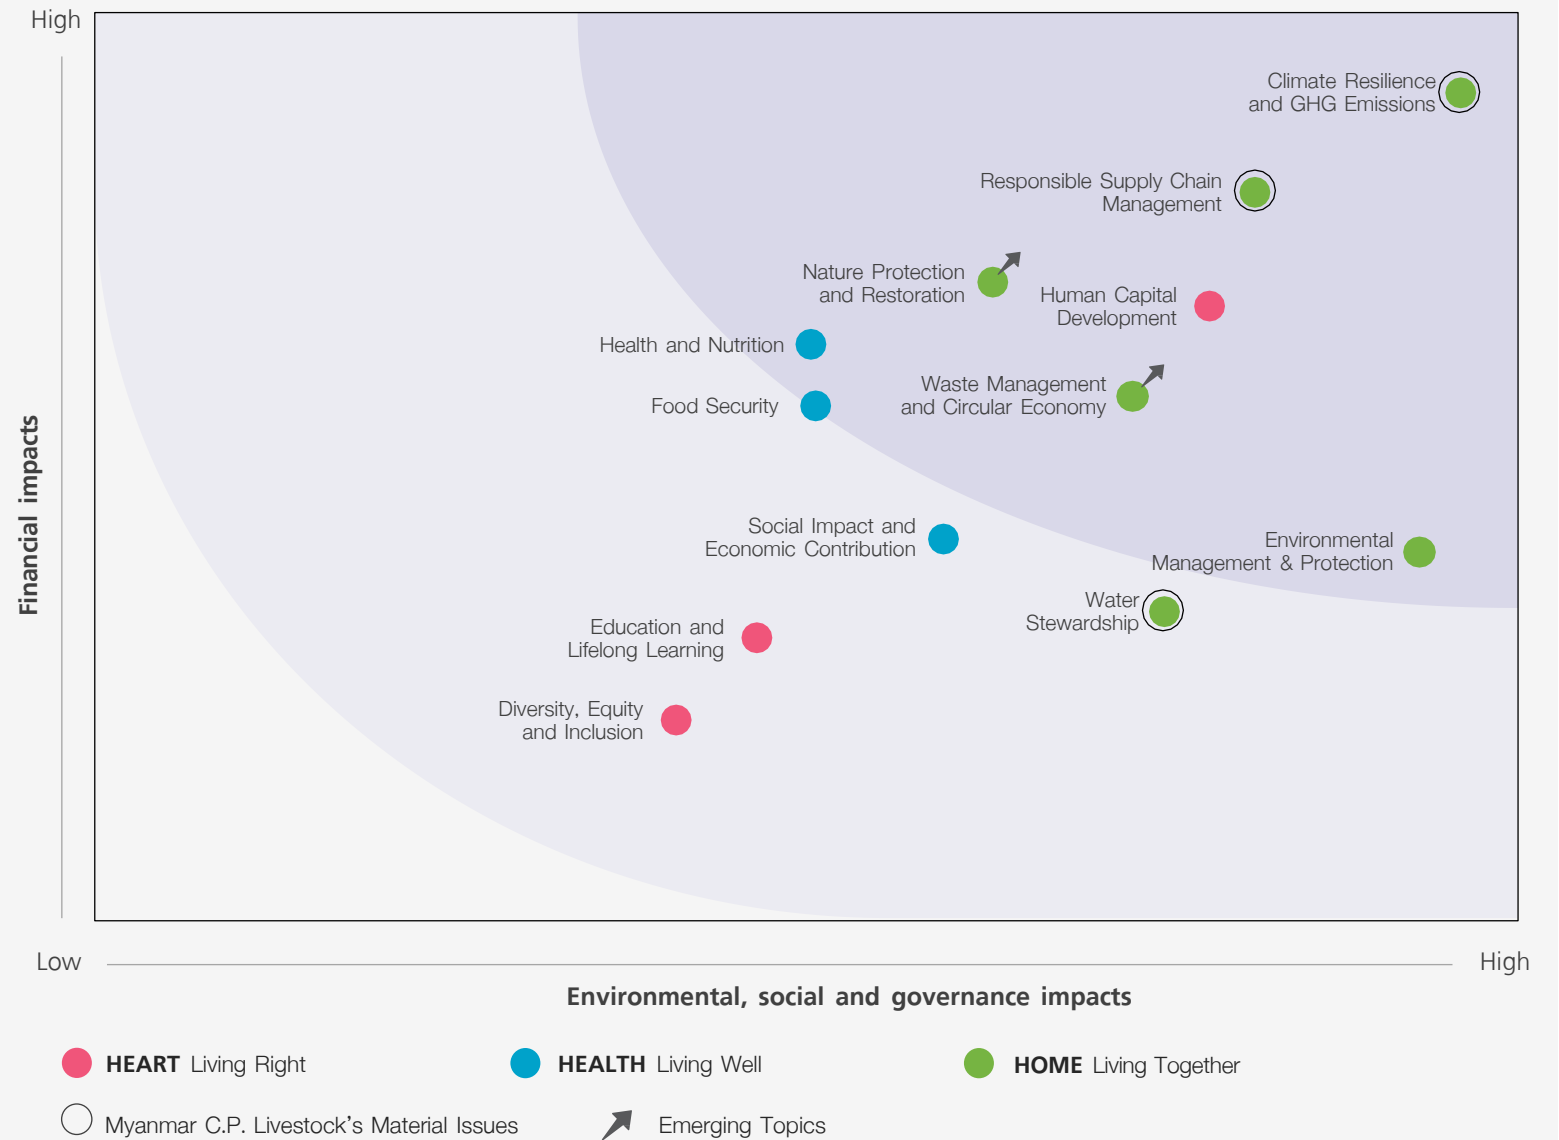 High
Climate Resilience
and GHG Emissions
Responsible Supply Chain
Management
Nature Protection
and Restoration
Human Capital
Development
Health and Nutrition
Waste Management
and Circular Economy
Food Security
Social Impact and
Economic Contribution
Environmental
Management & Protection
Water
Stewardship
Education and
Lifelong Learning
Diversity, Equity
and Inclusion
Financial impacts
Low
High
Environmental, social and governance impacts
HEART Living Right
HEALTH Living Well
HOME Living Together
Myanmar C.P. Livestock's Material Issues
Emerging Topics